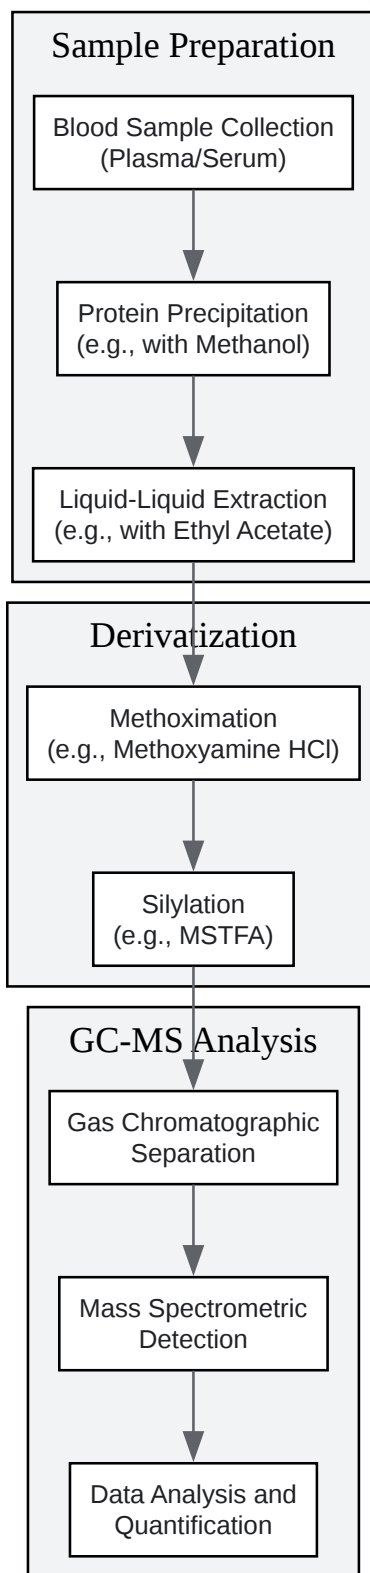 Sample Preparation
Blood Sample Collection
(Plasma/Serum)
Protein Precipitation
(e.g., with Methanol)
Liquid-Liquid Extraction
(e.g., with Ethyl Acetate)
Derivatization
Methoximation
(e.g., Methoxyamine HCl)
Silylation
(e.g., MSTFA)
GC-MS Analysis
Gas Chromatographic
Separation
Mass Spectrometric
Detection
Data Analysis and
Quantification